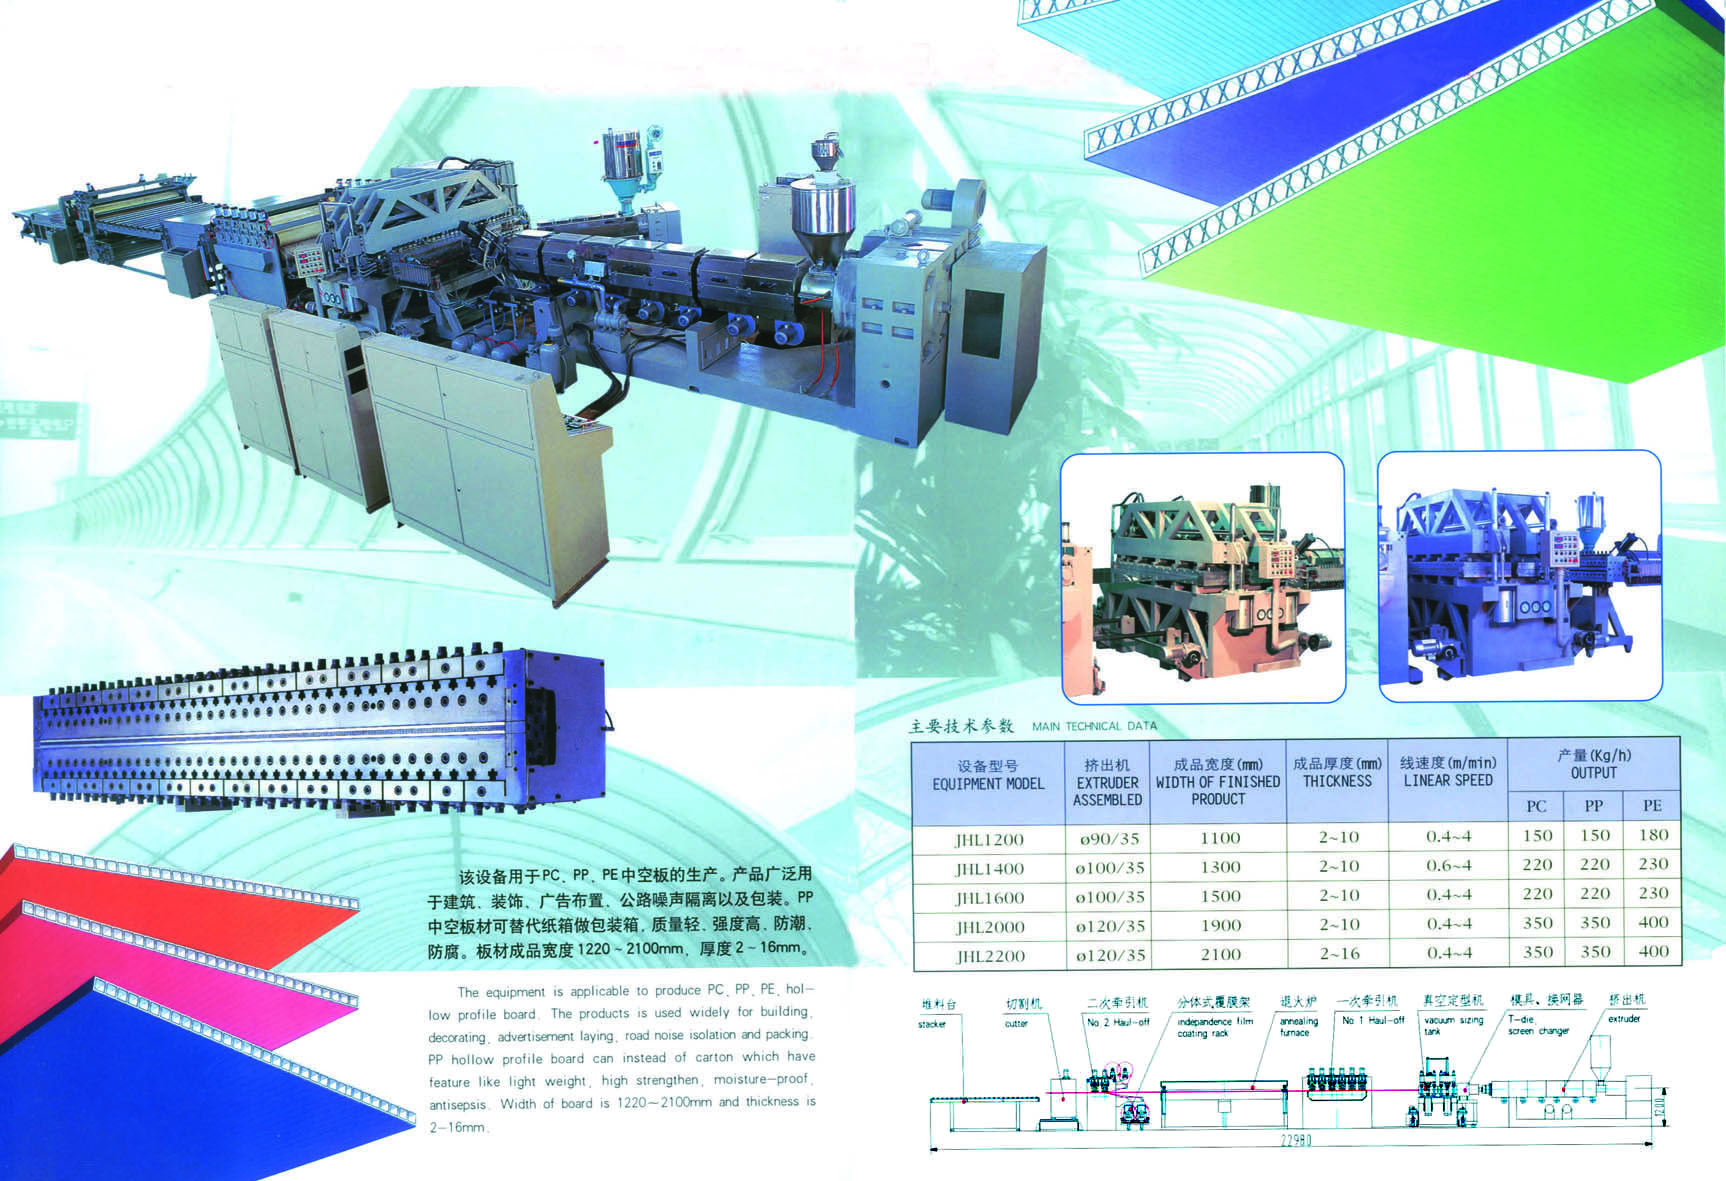 该设备用于PC、PP、PE中空板的生产。产品广泛用
于建筑、装饰、广告布置、公路噪声隔离以及包装。PP
中空板材可替代纸箱做包装箱，质量轻、强度高、防潮、
防腐。板材成品宽度1220~2100mm，厚度2~16mm。
The equipment is applicable to produce PC、PP、PE、hol-
low profile board. The products is used widely for building,
decorating, advertisement laying, road noise isolation and packing.
PP hollow profile board can instead of carton which have
feature like light weight, high strengthen, moisture-proof,
antisepsis. Width of board is 1220~2100mm and thickness is
2-16mm.
主要技术参数 MAIN TECHNICAL DATA
设备型号 EQUIPMENT MODEL
挤出机 EXTRUDER ASSEMBLED
成品宽度(mm) WIDTH OF FINISHED PRODUCT
成品厚度(mm) THICKNESS
线速度(m/min) LINEAR SPEED
产量(Kg/h) OUTPUT
PC PP PE
JHL1200 ø90/35 1100 2~10 0.4~4 150 150 180
JHL1400 ø100/35 1300 2~10 0.6~4 220 220 230
JHL1600 ø100/35 1500 2~10 0.4~4 220 220 230
JHL2000 ø120/35 1900 2~10 0.4~4 350 350 400
JHL2200 ø120/35 2100 2~16 0.4~4 350 350 400
堆料台 stacker
切割机 cutter
二次牵引机 No.2 Haul-off
分体式覆膜架 independence film coating rack
退火炉 annealing furnace
一次牵引机 No 1 Haul-off
真空定型机 vacuum sizing tank
模具、换网器 T-die, screen changer
挤出机 extruder
1200
22980